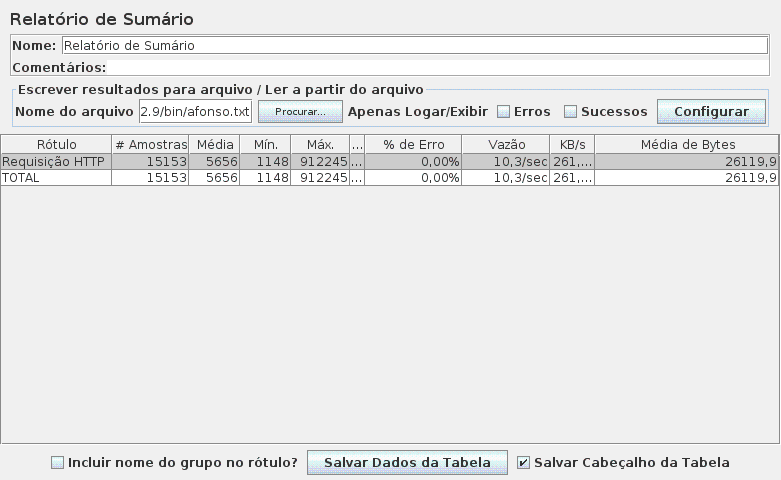 Relatório de Sumário
Nome: Relatório de Sumário
Comentários:
Escrever resultados para arquivo / Ler a partir do arquivo
Nome do arquivo 2.9/bin/afonso.txt Procurar... Apenas Logar/Exibir Erros Sucessos Configurar
Rótulo # Amostras Média Mín. Máx. ... % de Erro Vazão KB/s Média de Bytes
Requisição HTTP 15153 5656 1148 912245 ... 0,00% 10,3/sec 261,... 26119,9
TOTAL 15153 5656 1148 912245 ... 0,00% 10,3/sec 261,... 26119,9
Incluir nome do grupo no rótulo? Salvar Dados da Tabela Salvar Cabeçalho da Tabela